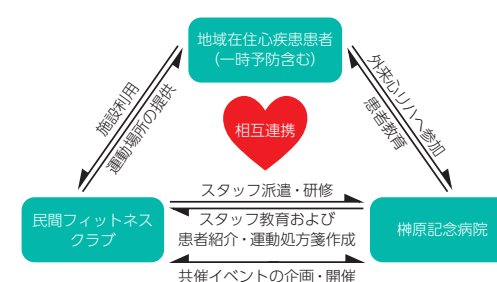 地域在住心疾患患者
(一時予防含む)
施設利用
運動場所の提供
外来心リハへ参加
患者教育
相互連携
スタッフ派遣・研修
民間フィットネス
クラブ
スタッフ教育および
患者紹介・運動処方箋作成
榊原記念病院
共催イベントの企画・開催